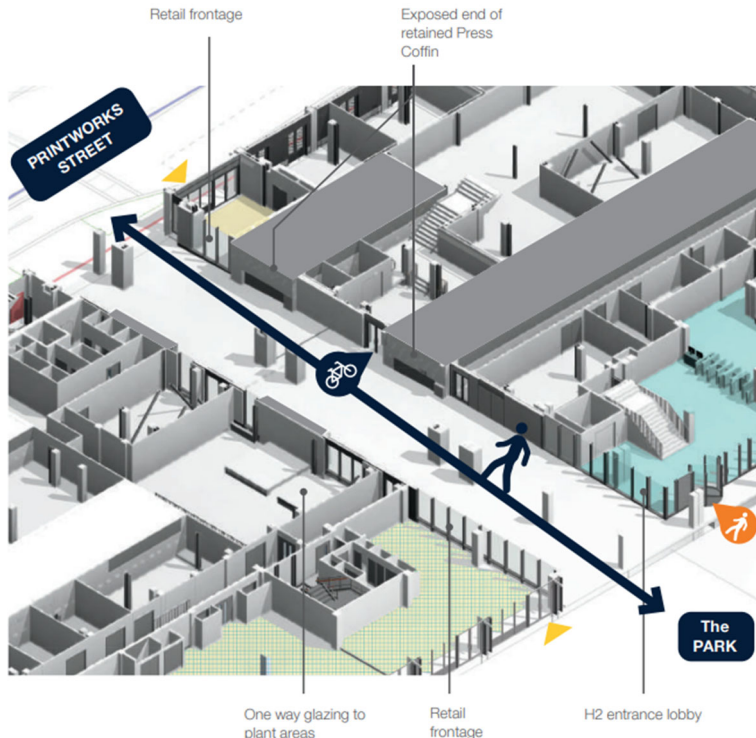 Retail frontage
Exposed end of
retained Press
Coffin
PRINTWORKS
STREET
The
PARK
One way glazing to
plant areas
Retail
frontage
H2 entrance lobby